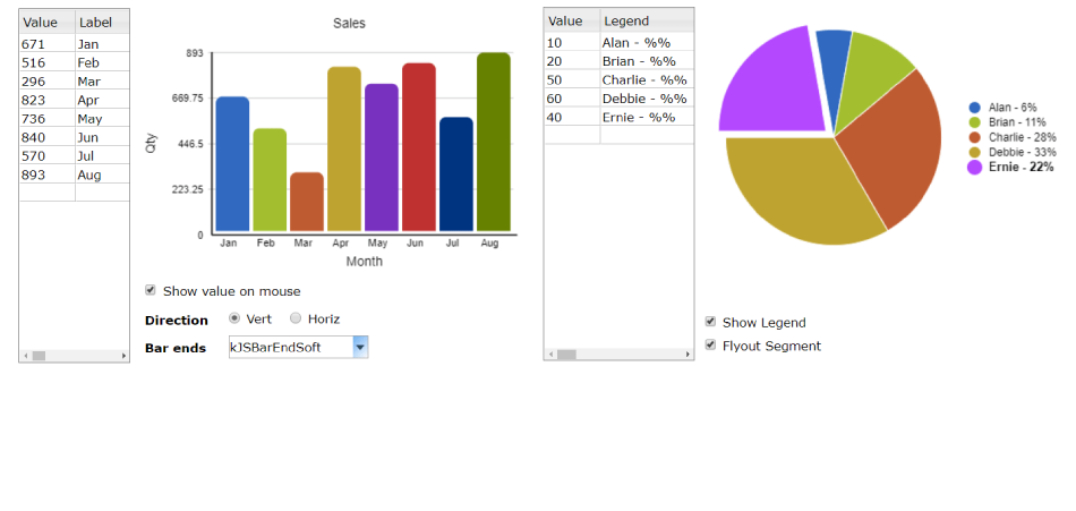 Value Label
671 Jan
516 Feb
296 Mar
823 Apr
736 May
840 Jun
570 Jul
893 Aug
Sales
893
669.75
446.5
223.25
0
Qty
Jan Feb Mar Apr May Jun Jul Aug
Month
Show value on mouse
Direction Vert Horiz
Bar ends kJSBarEndSoft
Value Legend
10 Alan - %%
20 Brian - %%
50 Charlie - %%
60 Debbie - %%
40 Ernie - %%
Alan - 6%
Brian - 11%
Charlie - 28%
Debbie - 33%
Ernie - 22%
Show Legend
Flyout Segment